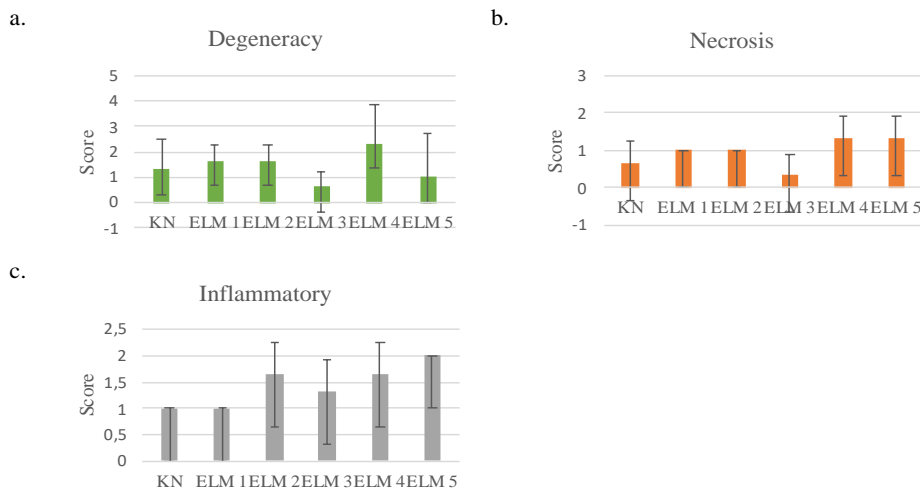 a.
Degeneracy
5
4
3
2
1
0
-1
Score
KN ELM 1 ELM 2 ELM 3 ELM 4 ELM 5
b.
Necrosis
3
2
1
0
-1
Score
KN ELM 1 ELM 2 ELM 3 ELM 4 ELM 5
c.
Inflammatory
2,5
2
1,5
1
0,5
0
Score
KN ELM 1 ELM 2 ELM 3 ELM 4 ELM 5